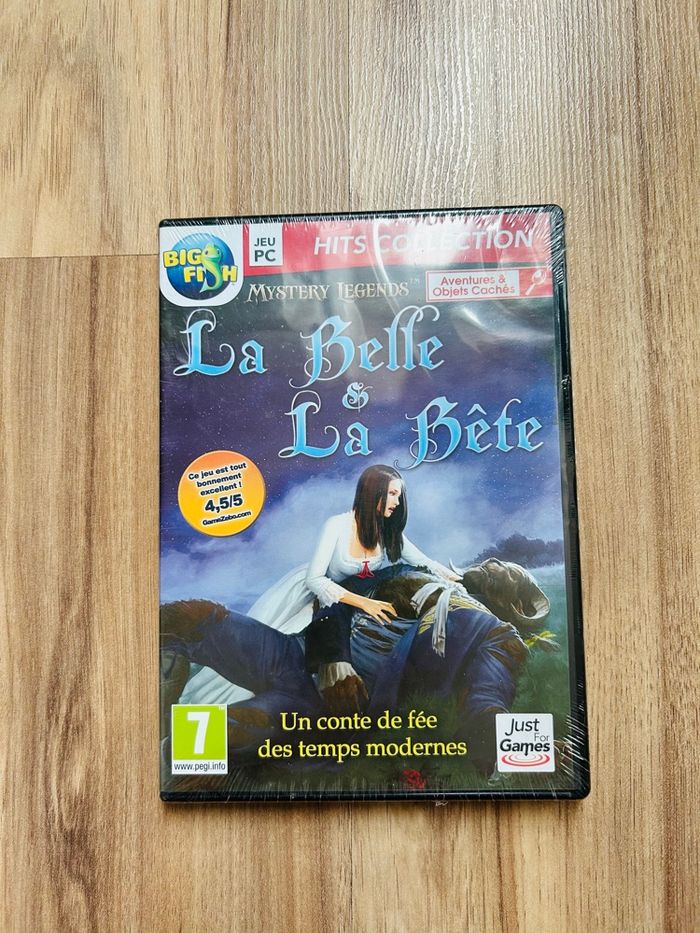 BIG FISH
JEU
PC
HITS COLLECTION
MYSTERY LEGENDS™
Aventures &
Objets Cachés
La Belle
&
La Bête
Ce jeu est tout
bonnement
excellent !
4,5/5
GameZebo.com
7
www.pegi.info
Un conte de fée
des temps modernes
Just
For
Games